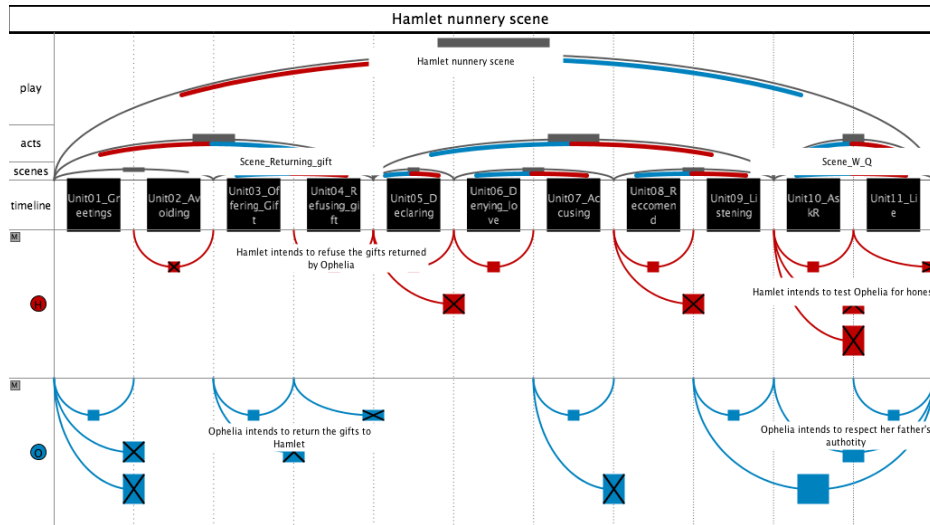 Hamlet nunnery scene
play
Hamlet nunnery scene
acts
Scene_Returning_gift
Scene_W_Q
scenes
timeline
Unit01_Gr
eetings
Unit02_Av
oiding
Unit03_Of
fering_Gif
t
Unit04_R
efusing_gi
ft
Unit05_D
eclaring
Unit06_D
enying_lo
ve
Unit07_Ac
cusing
Unit08_R
eccomen
d
Unit09_Li
stening
Unit10_As
kR
Unit11_Li
e
M
Hamlet intends to refuse the gifts returned
by Ophelia
H
Hamlet intends to test Ophelia for hones
M
Ophelia intends to return the gifts to
Hamlet
Ophelia intends to respect her father's
authotity
O